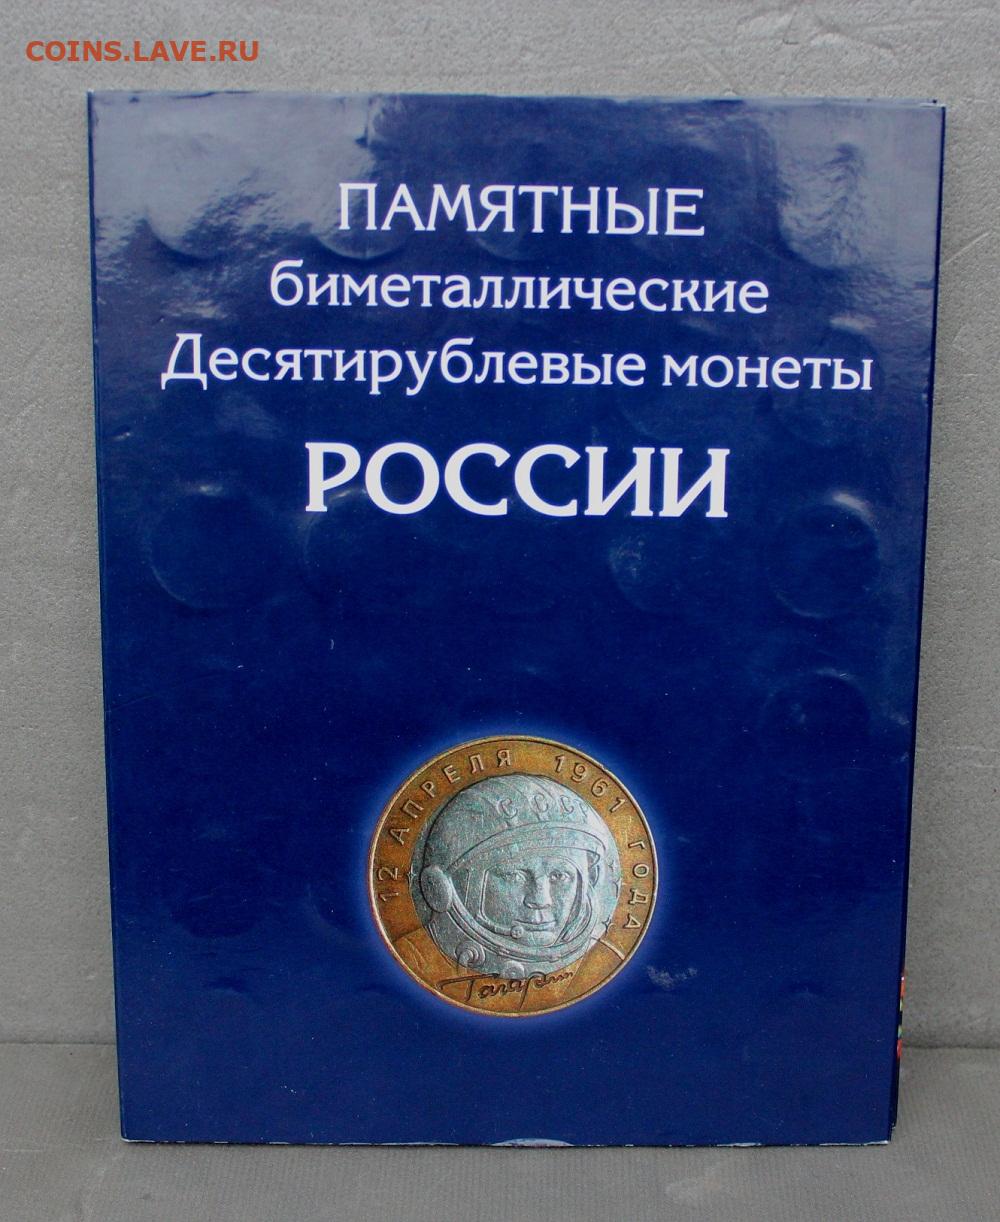 COINS.LAVE.RU
ПАМЯТНЫЕ
биметаллические
Десятирублевые монеты
РОССИИ
12 АПРЕЛЯ 1961 ГОДА
СССР
Гагарин